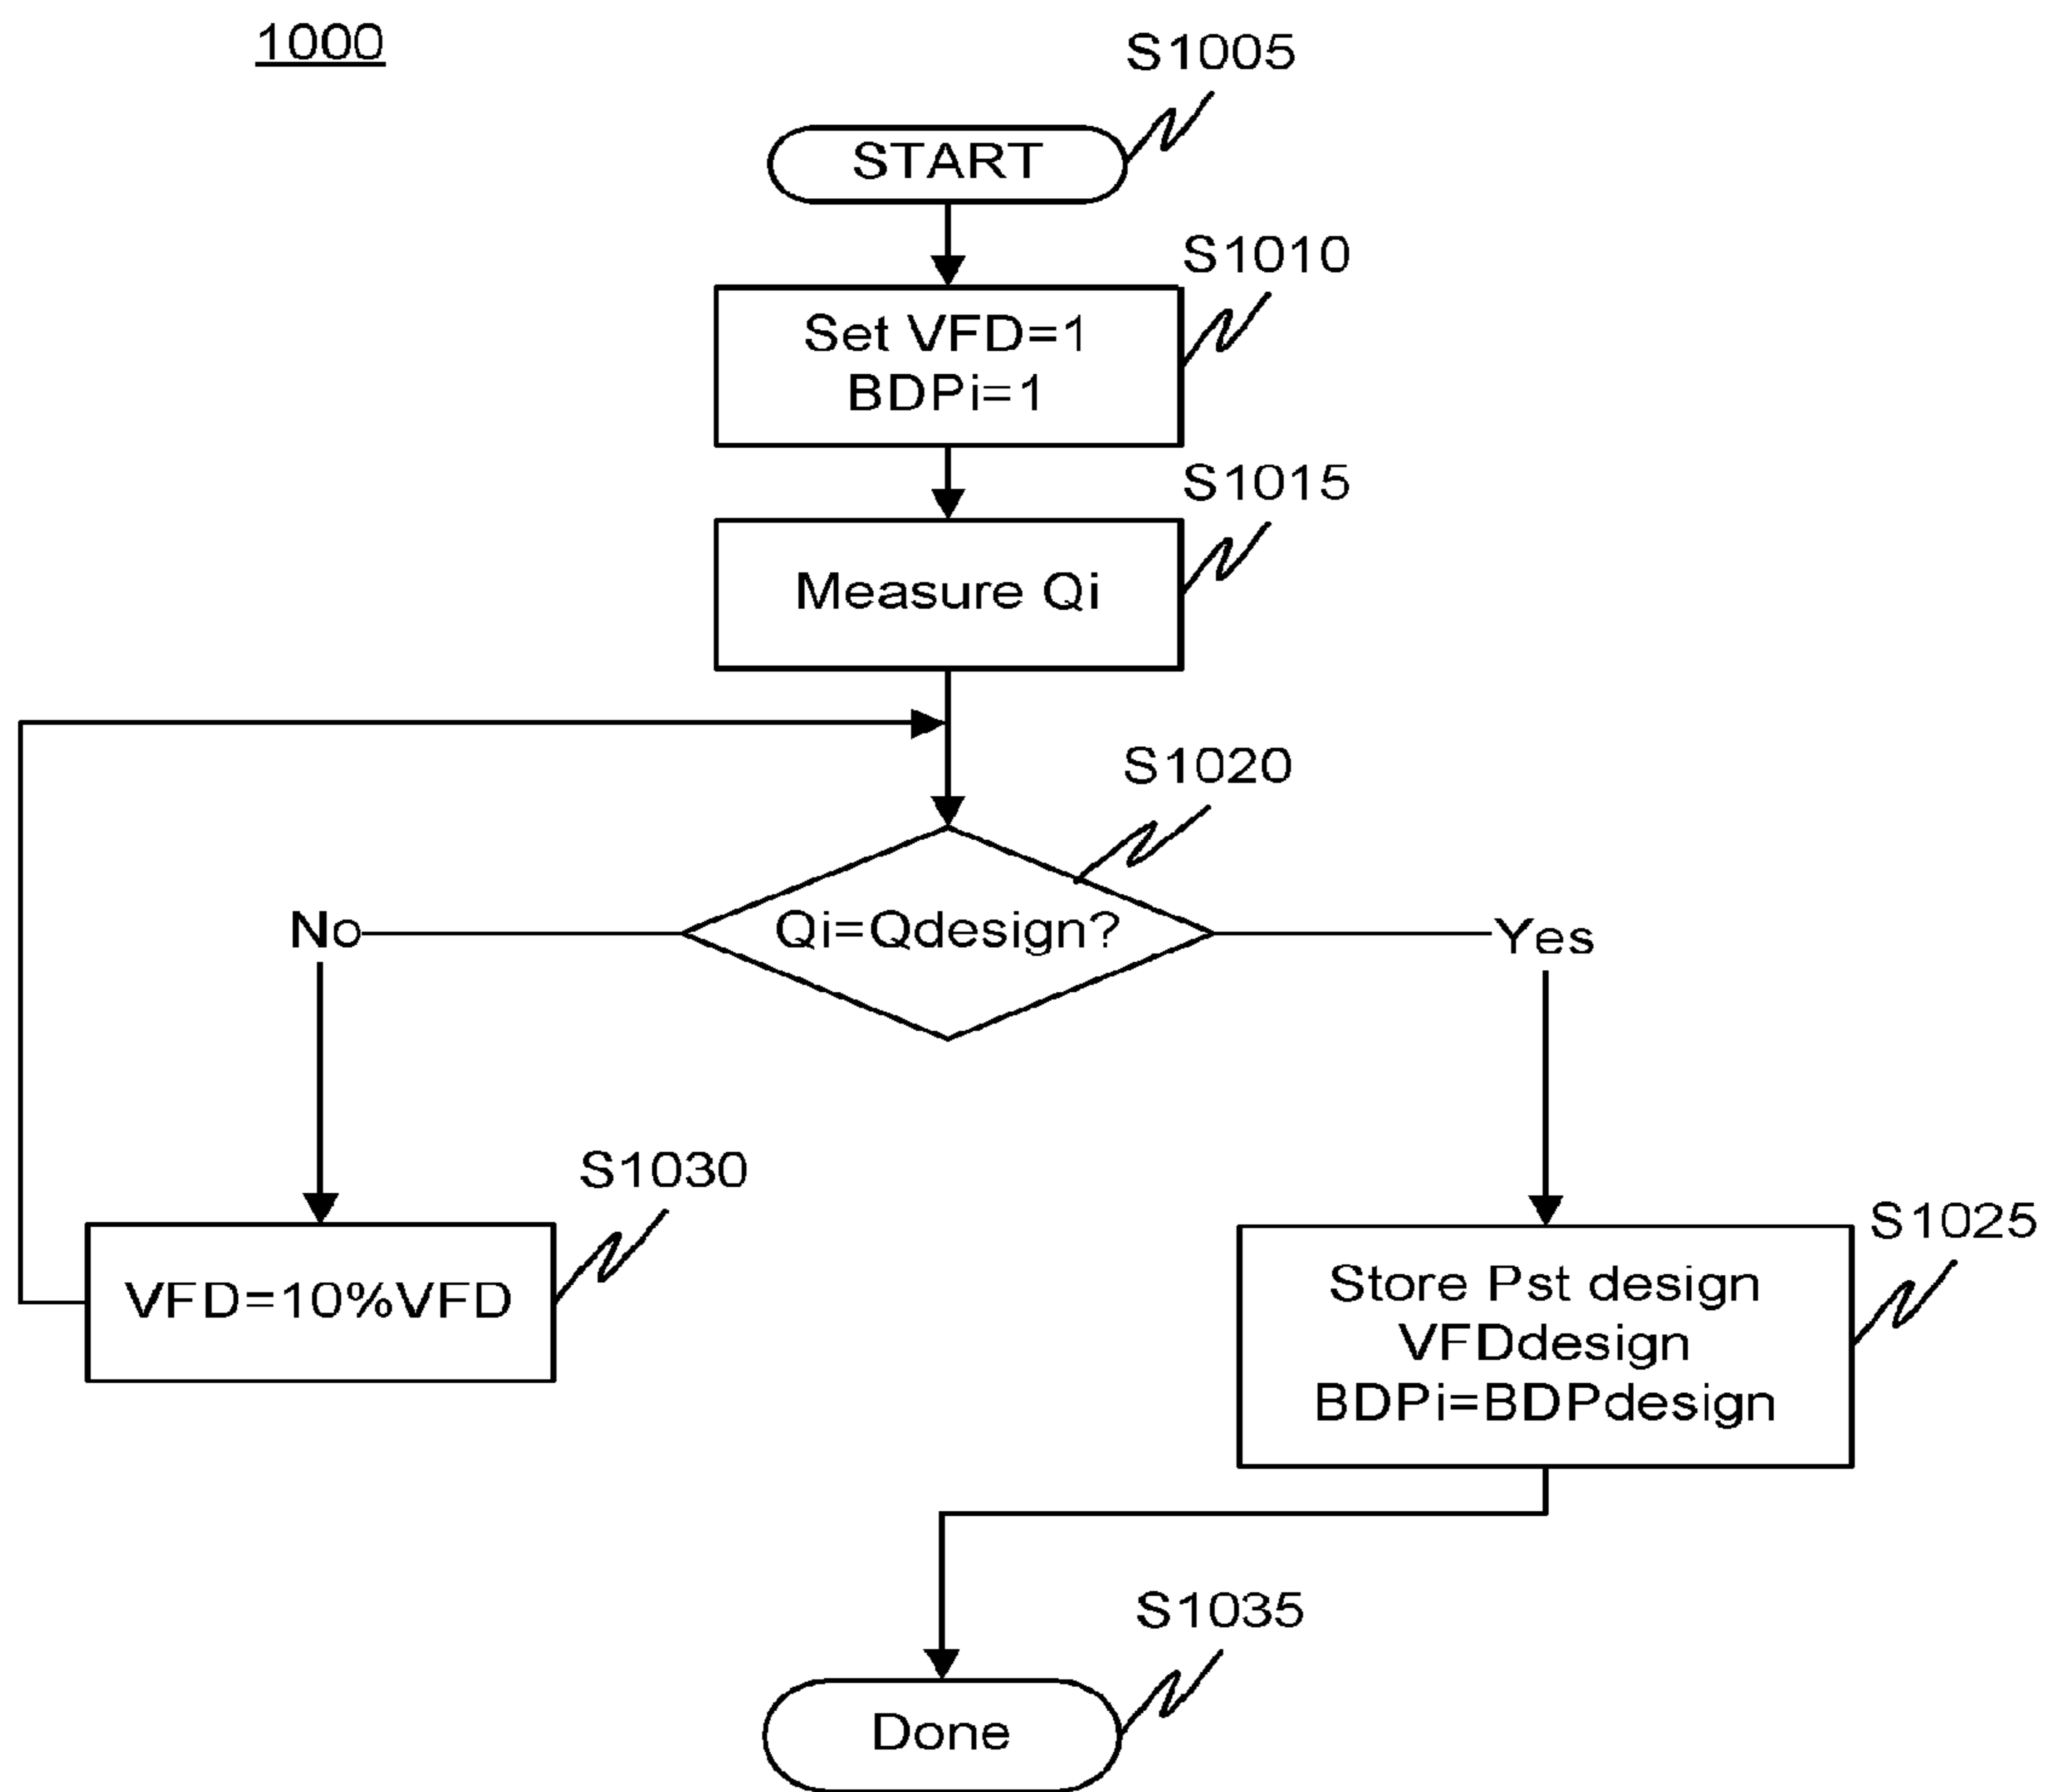 1000
S1005
START
S1010
Set VFD=1
BDPi=1
S1015
Measure Qi
S1020
Qi=Qdesign?
No
Yes
S1030
VFD=10%VFD
S1025
Store Pst design
VFDdesign
BDPi=BDPdesign
S1035
Done